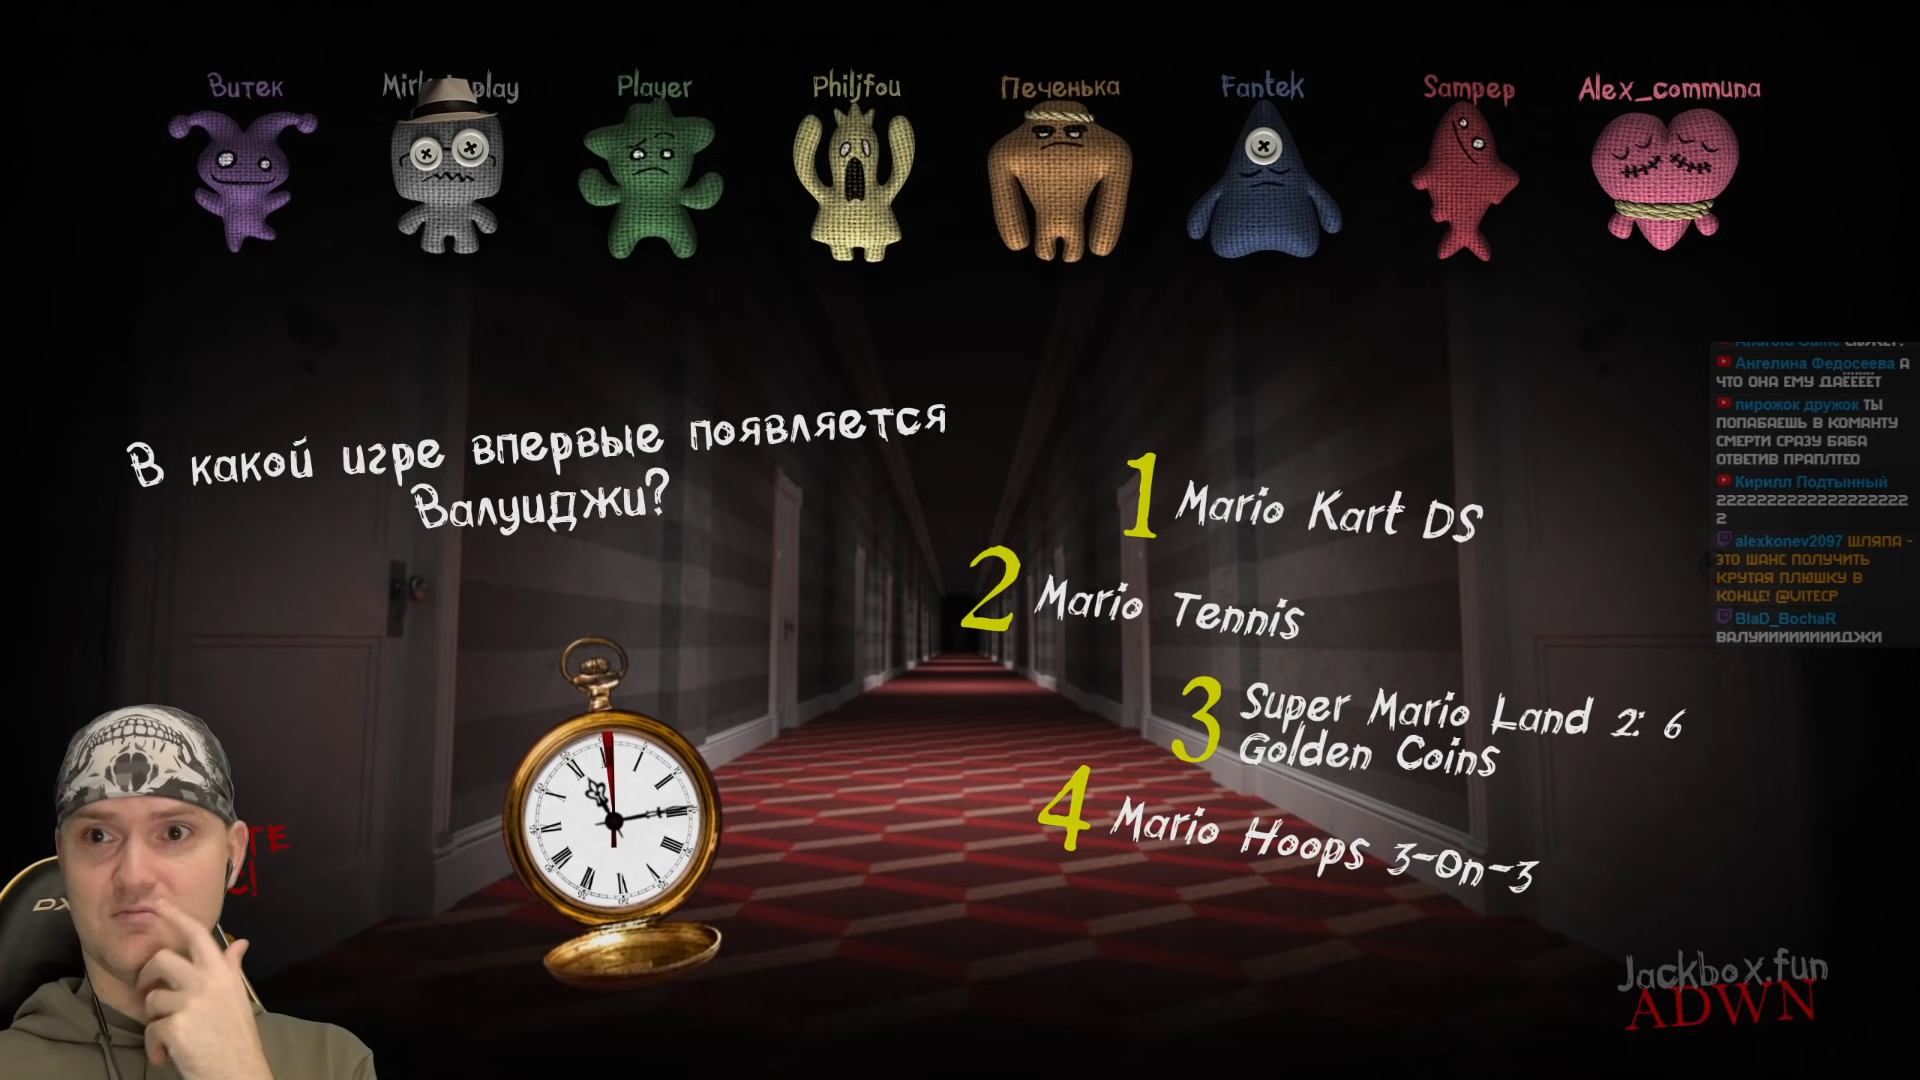 Витек
Player
Philjfou
Печенька
Fantek
Sampep
Alex_communa
В какой игре впервые появляется
Валуиджи?
1 Mario Kart DS
2 Mario Tennis
3 Super Mario Land 2: 6
Golden Coins
4 Mario Hoops 3-On-3
Ангелина Федосеева А
ЧТО ОНА ЕМУ ДАЁЁЁЁЁТ
пирожок дружок ТЫ
ПОПАБАЕШЬ В КОМАНТУ
СМЕРТИ СРАЗУ БАБА
ОТВЕТИВ ПРАПЛТЕО
Кирилл Подтынный
2222222222222222222
2
alexkonev2097 ШЛЯПА -
ЭТО ШАНС ПОЛУЧИТЬ
КРУТАЯ ПЛЮШКУ В
КОНЦЕ! @VITECP
BlaD_BochaR
ВАЛУИИИИИИИИДЖИ
Jackbox.fun
ADWN